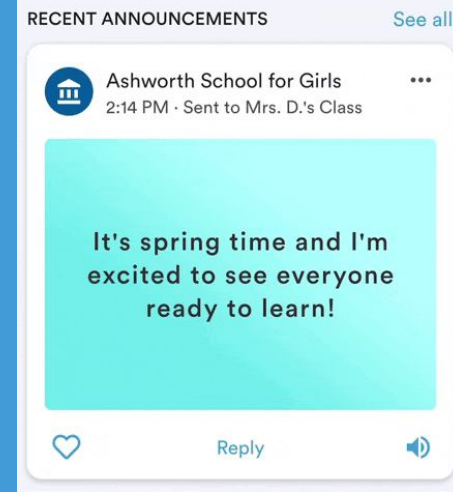 RECENT ANNOUNCEMENTS See all
Ashworth School for Girls
2:14 PM · Sent to Mrs. D.'s Class
It's spring time and I'm
excited to see everyone
ready to learn!
Reply